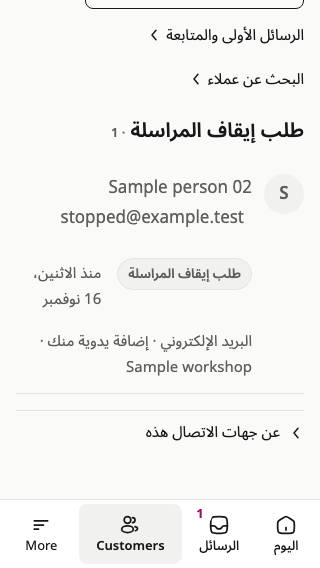 الرسائل الأولى والمتابعة
البحث عن عملاء
طلب إيقاف المراسلة · 1
S
Sample person 02
stopped@example.test
طلب إيقاف المراسلة
منذ الاثنين،
16 نوفمبر
البريد الإلكتروني · إضافة يدوية منك ·
Sample workshop
عن جهات الاتصال هذه
اليوم
1
الرسائل
Customers
More